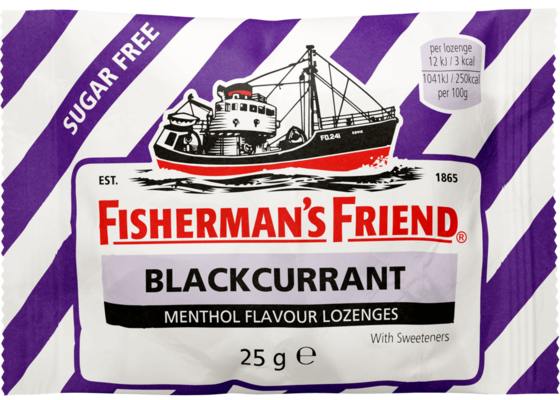 SUGAR FREE
per lozenge
12 kJ / 3 kcal
1041kJ / 250kcal
per 100g
FD.241
EST. 1865
FISHERMAN'S FRIEND®
BLACKCURRANT
MENTHOL FLAVOUR LOZENGES
With Sweeteners
25 g ℮